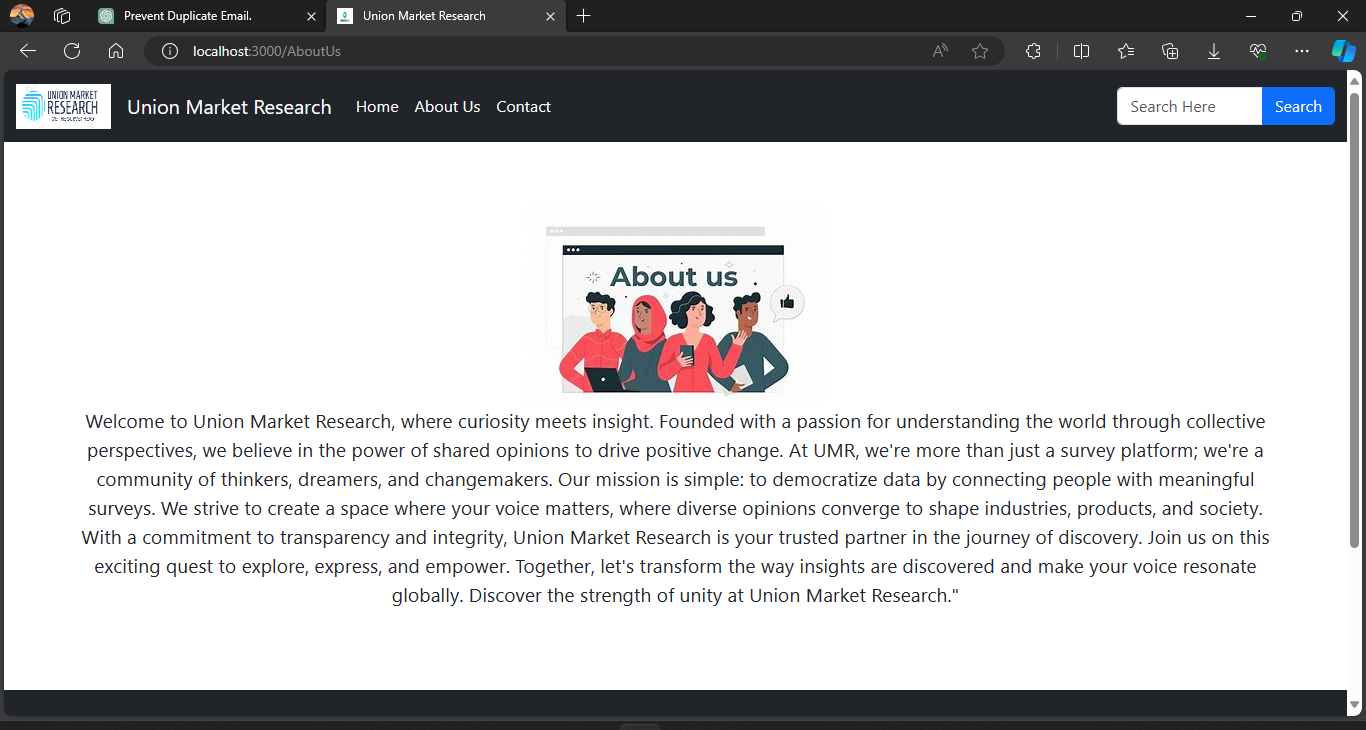 Prevent Duplicate Email.
Union Market Research
localhost:3000/AboutUs
UNION MARKET
RESEARCH
Union Market Research
Home
About Us
Contact
Search Here
Search
About us
Welcome to Union Market Research, where curiosity meets insight. Founded with a passion for understanding the world through collective
perspectives, we believe in the power of shared opinions to drive positive change. At UMR, we're more than just a survey platform; we're a
community of thinkers, dreamers, and changemakers. Our mission is simple: to democratize data by connecting people with meaningful
surveys. We strive to create a space where your voice matters, where diverse opinions converge to shape industries, products, and society.
With a commitment to transparency and integrity, Union Market Research is your trusted partner in the journey of discovery. Join us on this
exciting quest to explore, express, and empower. Together, let's transform the way insights are discovered and make your voice resonate
globally. Discover the strength of unity at Union Market Research."